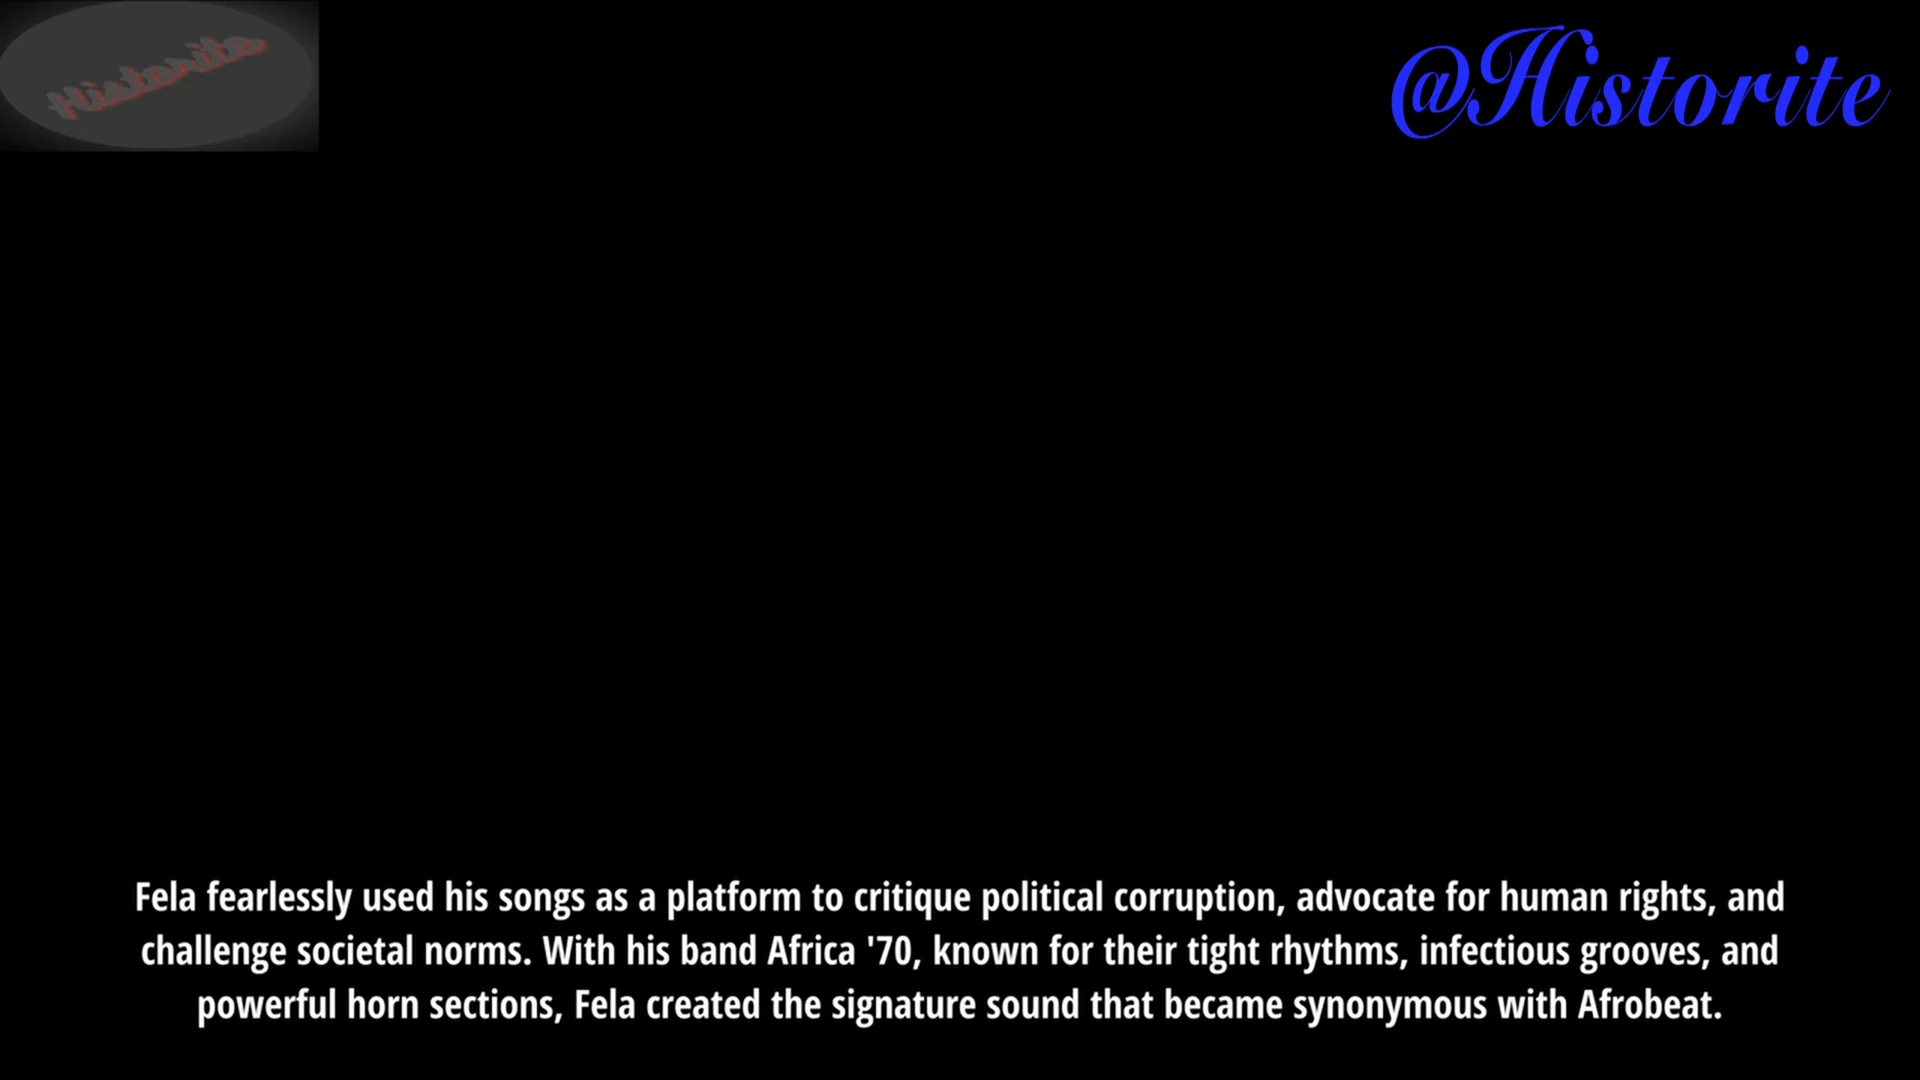 Historite
@Historite
Fela fearlessly used his songs as a platform to critique political corruption, advocate for human rights, and
challenge societal norms. With his band Africa '70, known for their tight rhythms, infectious grooves, and
powerful horn sections, Fela created the signature sound that became synonymous with Afrobeat.